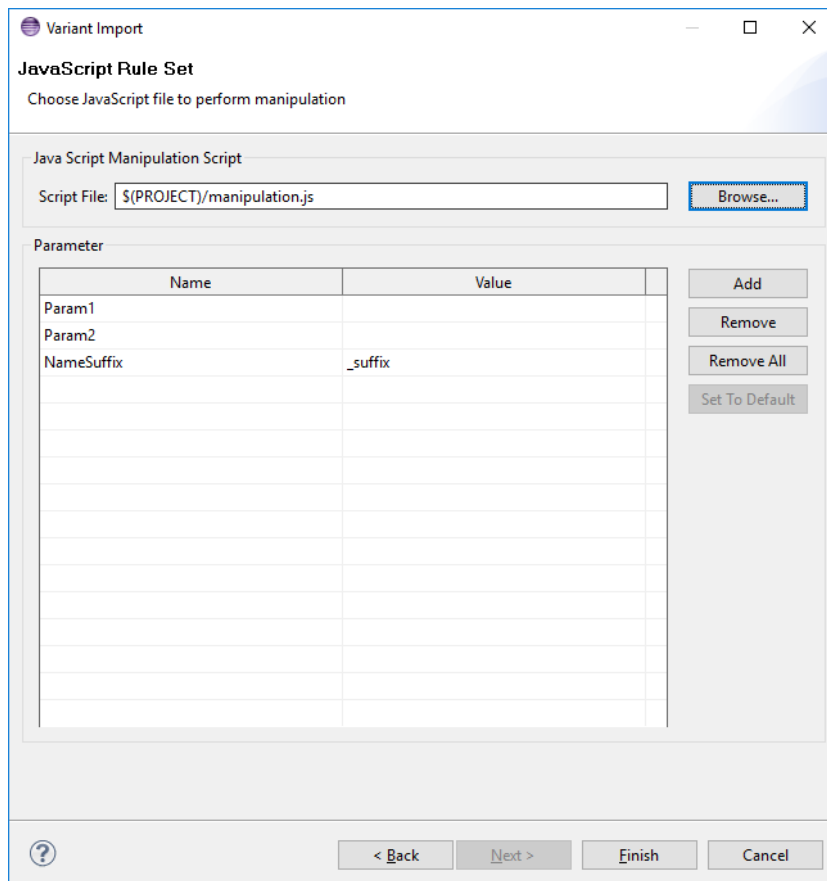 Variant Import
JavaScript Rule Set
Choose JavaScript file to perform manipulation
Java Script Manipulation Script
Script File: $(PROJECT)/manipulation.js Browse...
Parameter
Name Value
Add
Param1
Param2
Remove
NameSuffix _suffix
Remove All
Set To Default
? < Back Next > Finish Cancel